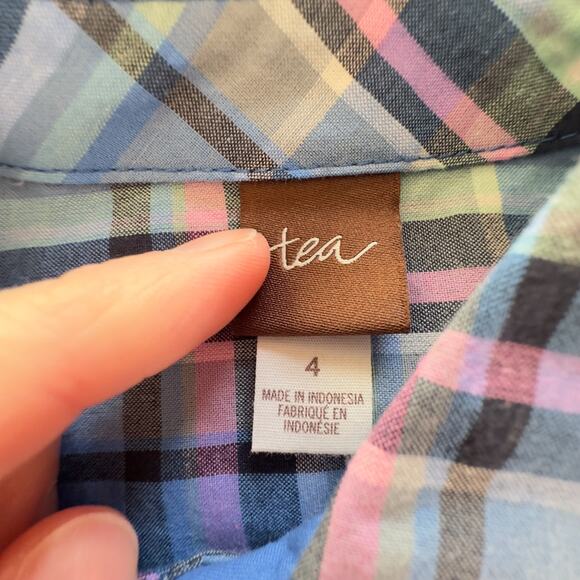 tea
4
MADE IN INDONESIA
FABRIQUÉ EN
INDONÉSIE